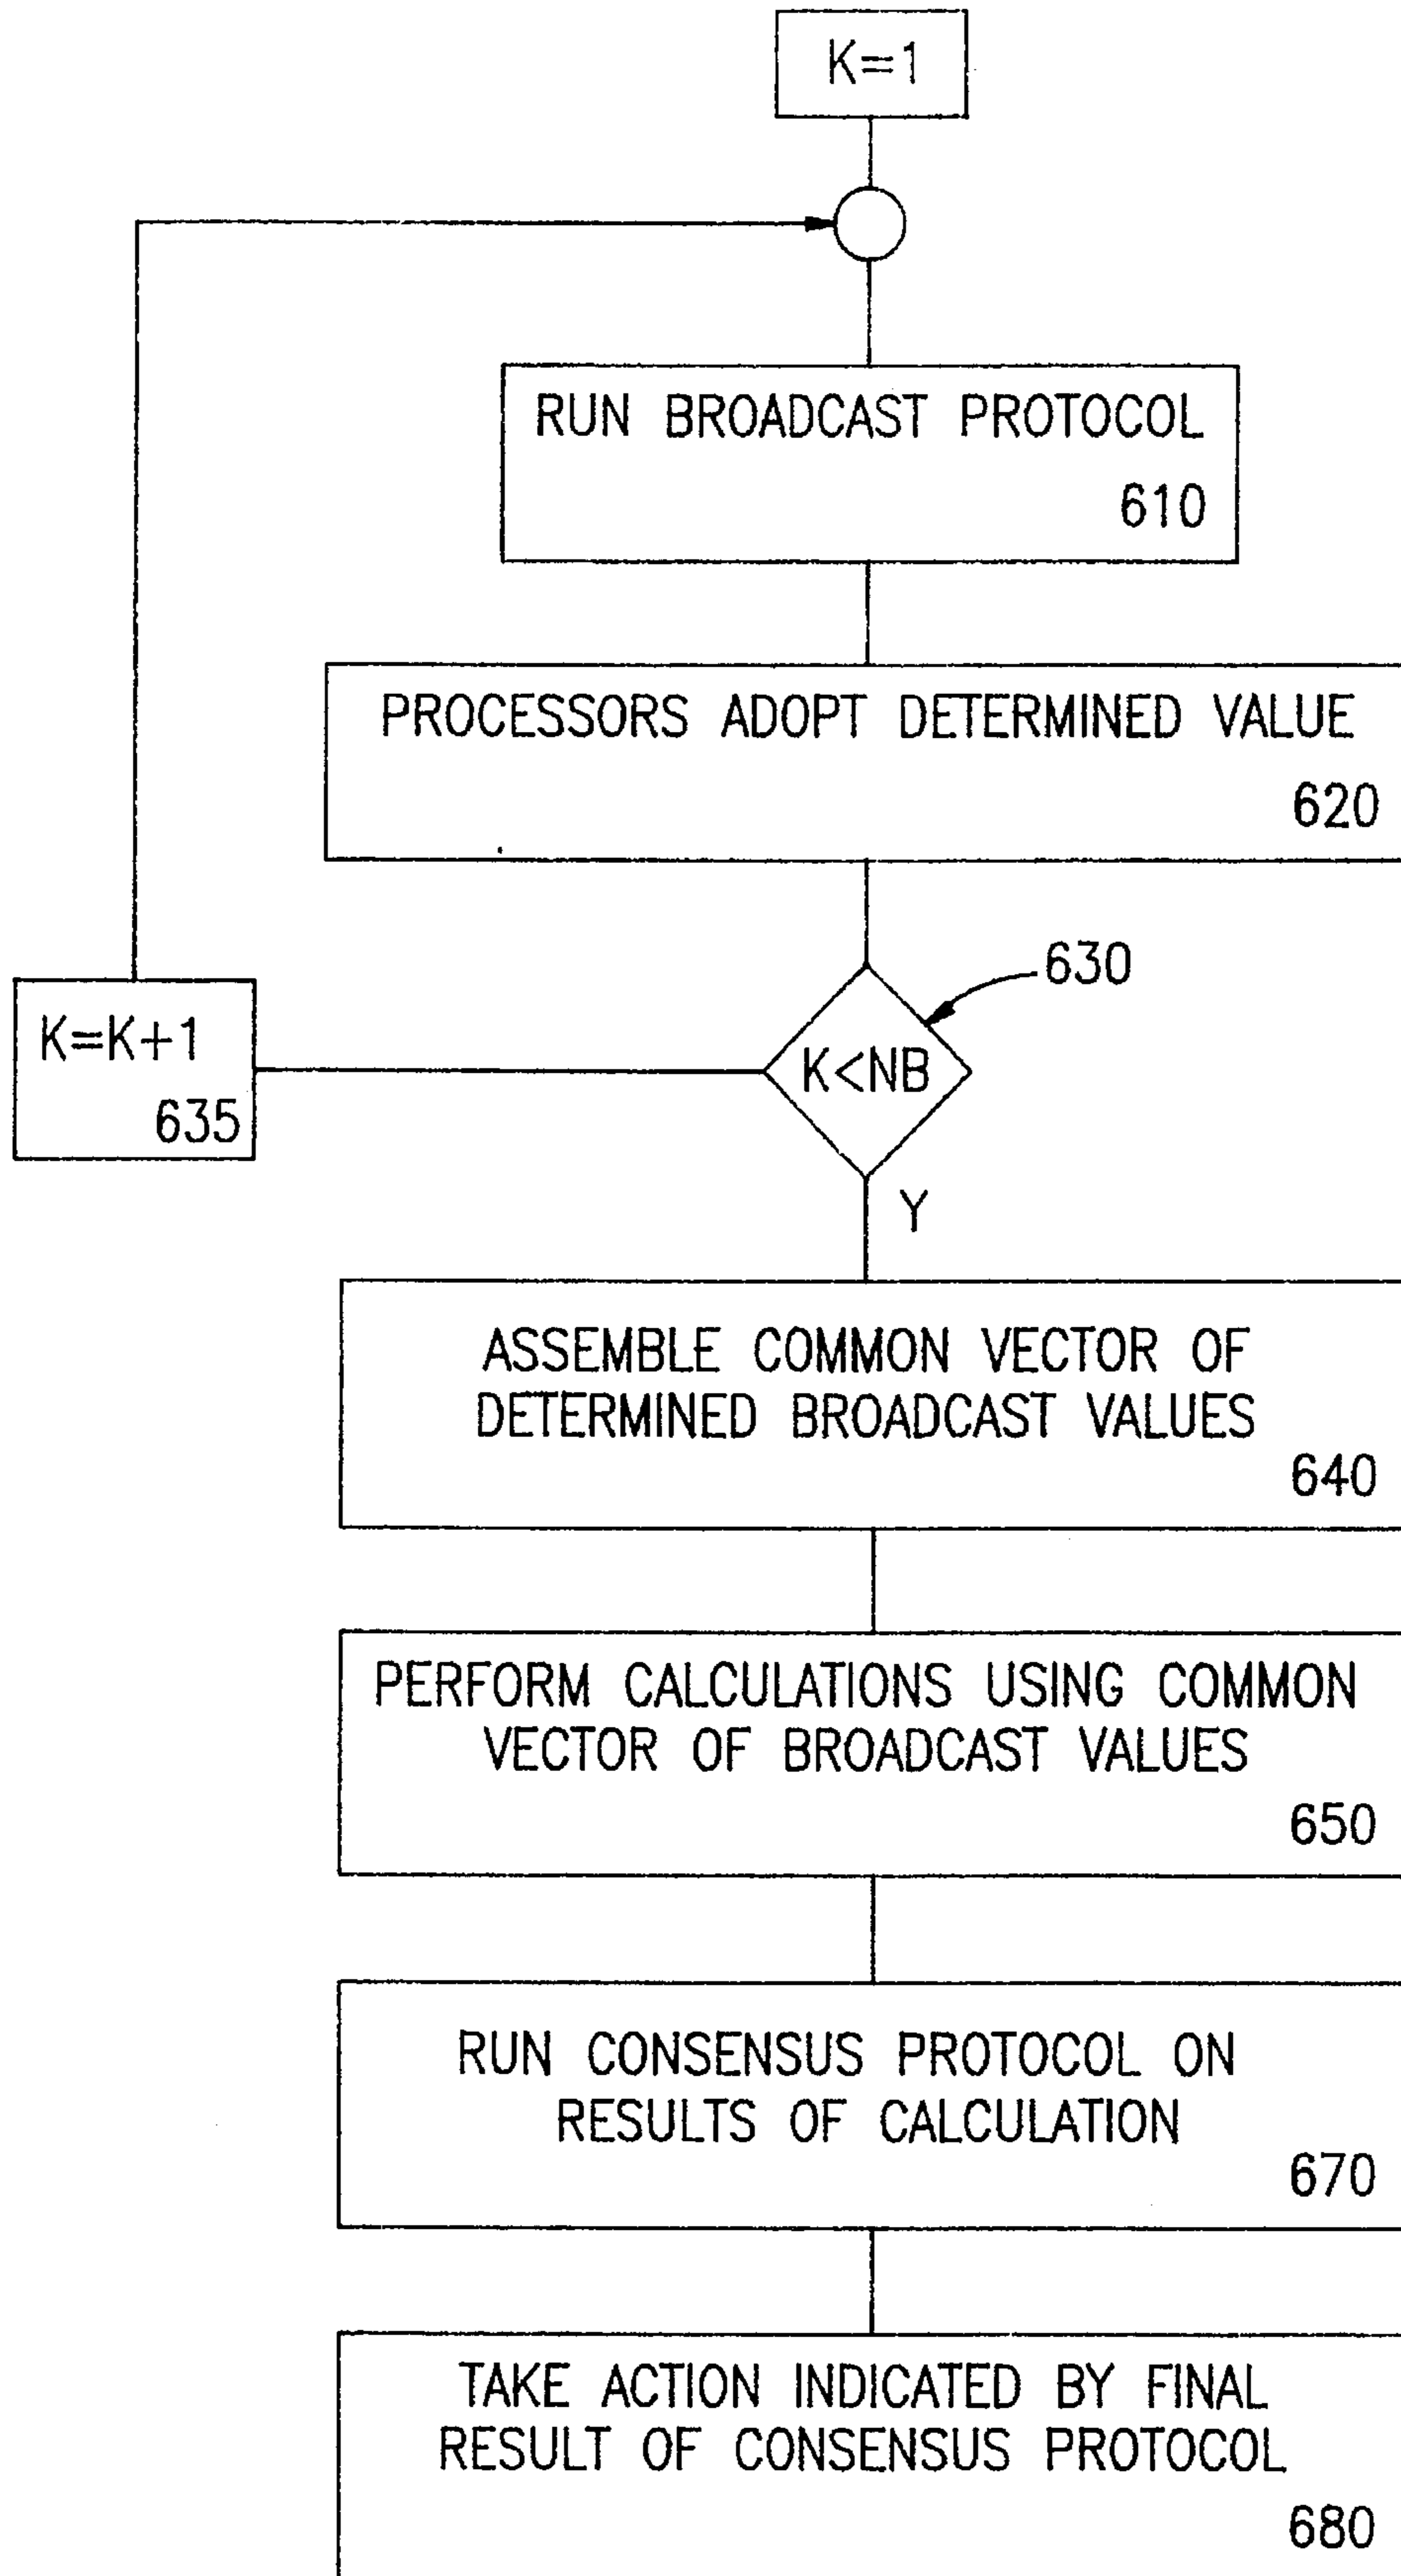 K=1
RUN BROADCAST PROTOCOL
610
PROCESSORS ADOPT DETERMINED VALUE
620
630
K=K+1
635
K<NB
Y
ASSEMBLE COMMON VECTOR OF
DETERMINED BROADCAST VALUES
640
PERFORM CALCULATIONS USING COMMON
VECTOR OF BROADCAST VALUES
650
RUN CONSENSUS PROTOCOL ON
RESULTS OF CALCULATION
670
TAKE ACTION INDICATED BY FINAL
RESULT OF CONSENSUS PROTOCOL
680